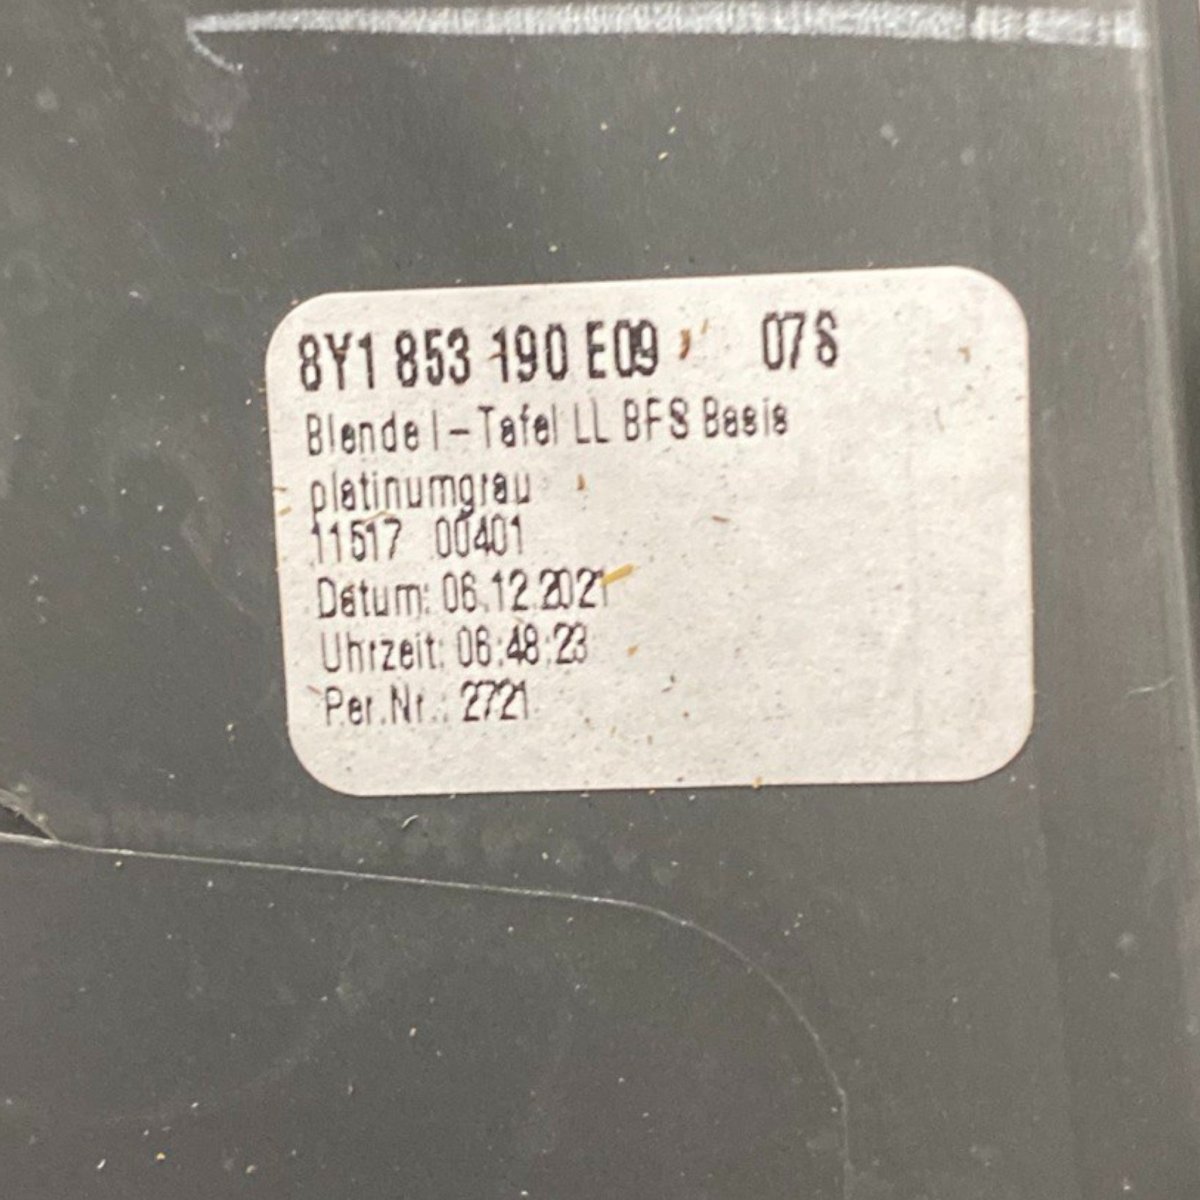 8Y1 853 190 E09 07S
Blende I-Tafel LL BFS Basis
platinumgrau
11517 00401
Datum: 06.12.2021
Uhrzeit: 06:48:23
Per.Nr.: 2721